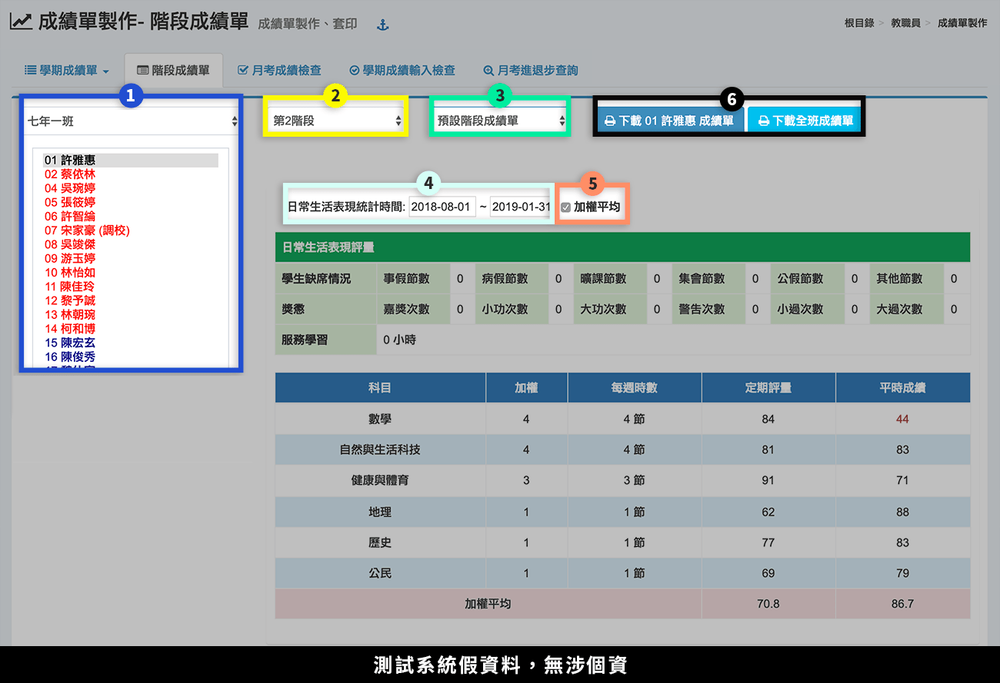 成績單製作- 階段成績單 成績單製作、套印
根目錄 > 教職員 > 成績單製作
學期成績單 階段成績單 月考成績檢查 學期成績輸入檢查 月考進退步查詢
1 2 3 6
七年一班 第2階段 預設階段成績單 下載 01 許雅惠 成績單 下載全班成績單
01 許雅惠
02 蔡依林
04 吳琬婷
05 張筱婷
06 許智綸
07 宋家豪 (調校)
08 吳竣傑
09 游玉婷
10 林怡如
11 陳佳玲
12 黎予誠
13 林朝琬
14 柯和博
15 陳宏玄
16 陳俊秀
4 5
日常生活表現統計時間: 2018-08-01 ~ 2019-01-31 加權平均
日常生活表現評量
學生缺席情況 事假節數 0 病假節數 0 曠課節數 0 集會節數 0 公假節數 0 其他節數 0
獎懲 嘉獎次數 0 小功次數 0 大功次數 0 警告次數 0 小過次數 0 大過次數 0
服務學習 0 小時
科目 加權 每週時數 定期評量 平時成績
數學 4 4 節 84 44
自然與生活科技 4 4 節 81 83
健康與體育 3 3 節 91 71
地理 1 1 節 62 88
歷史 1 1 節 77 83
公民 1 1 節 69 79
加權平均 70.8 86.7
測試系統假資料，無涉個資